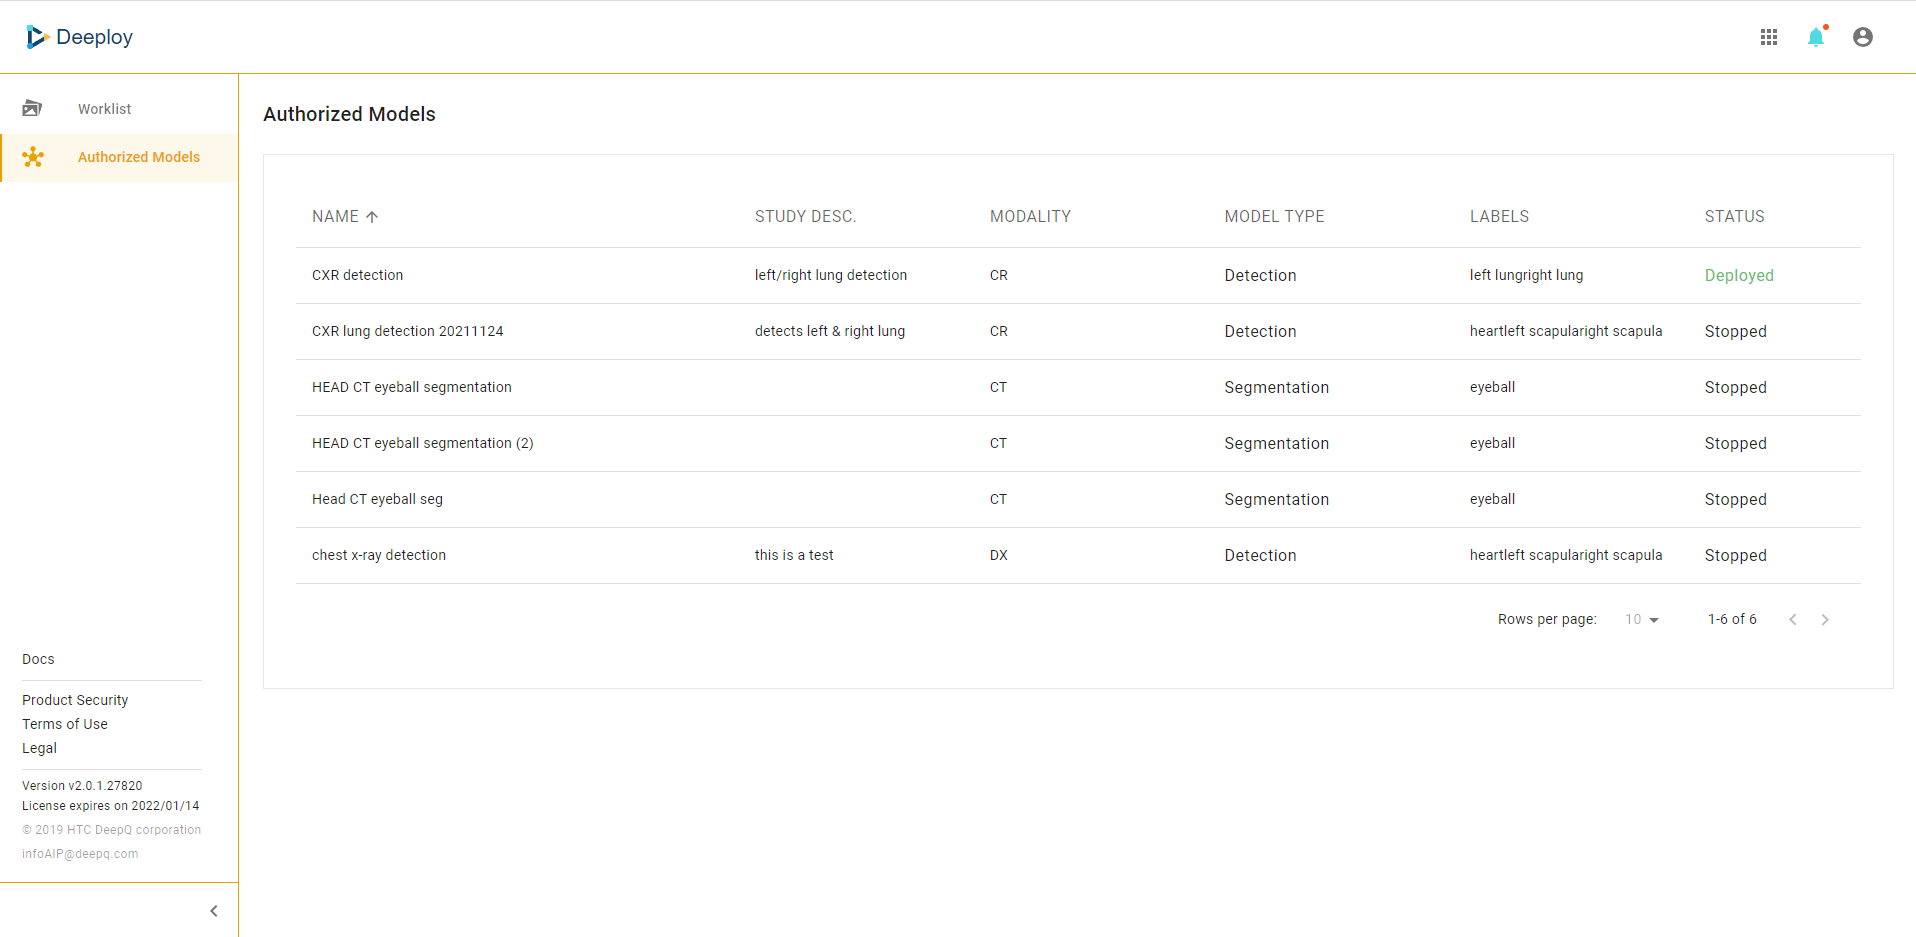 Deeploy
Worklist
Authorized Models
Authorized Models
NAME STUDY DESC. MODALITY MODEL TYPE LABELS STATUS
CXR detection left/right lung detection CR Detection left lungright lung Deployed
CXR lung detection 20211124 detects left & right lung CR Detection heartleft scapularight scapula Stopped
HEAD CT eyeball segmentation CT Segmentation eyeball Stopped
HEAD CT eyeball segmentation (2) CT Segmentation eyeball Stopped
Head CT eyeball seg CT Segmentation eyeball Stopped
chest x-ray detection this is a test DX Detection heartleft scapularight scapula Stopped
Rows per page: 10 1-6 of 6
Docs
Product Security
Terms of Use
Legal
Version v2.0.1.27820
License expires on 2022/01/14
© 2019 HTC DeepQ corporation
infoAIP@deepq.com